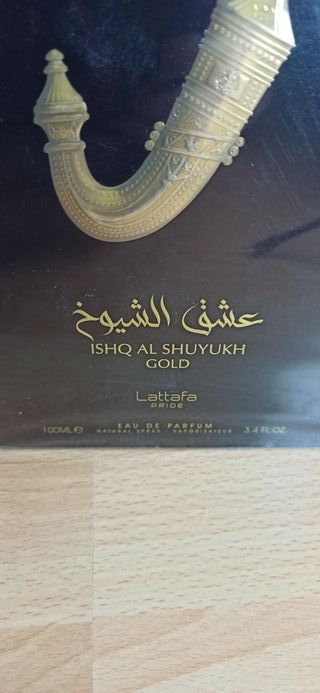 عشق الشيوخ
ISHQ AL SHUYUKH
GOLD
Lattafa
PRIDE
100ML℮ EAU DE PARFUM 3.4 FL.OZ
NATURAL SPRAY - VAPORISATEUR